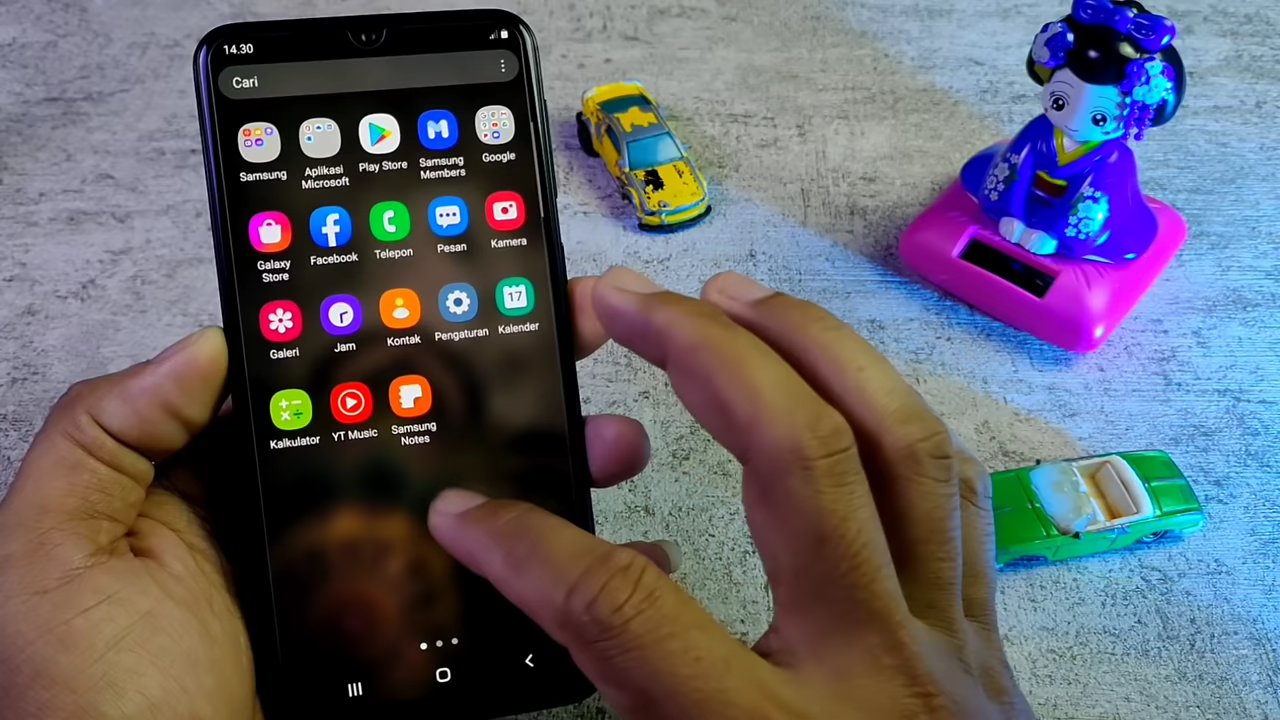 14.30
Cari
Samsung
Aplikasi
Microsoft
Play Store
Samsung
Members
Google
Galaxy
Store
Facebook
Telepon
Pesan
Kamera
Galeri
Jam
Kontak
Pengaturan
17
Kalender
Kalkulator
YT Music
Samsung
Notes